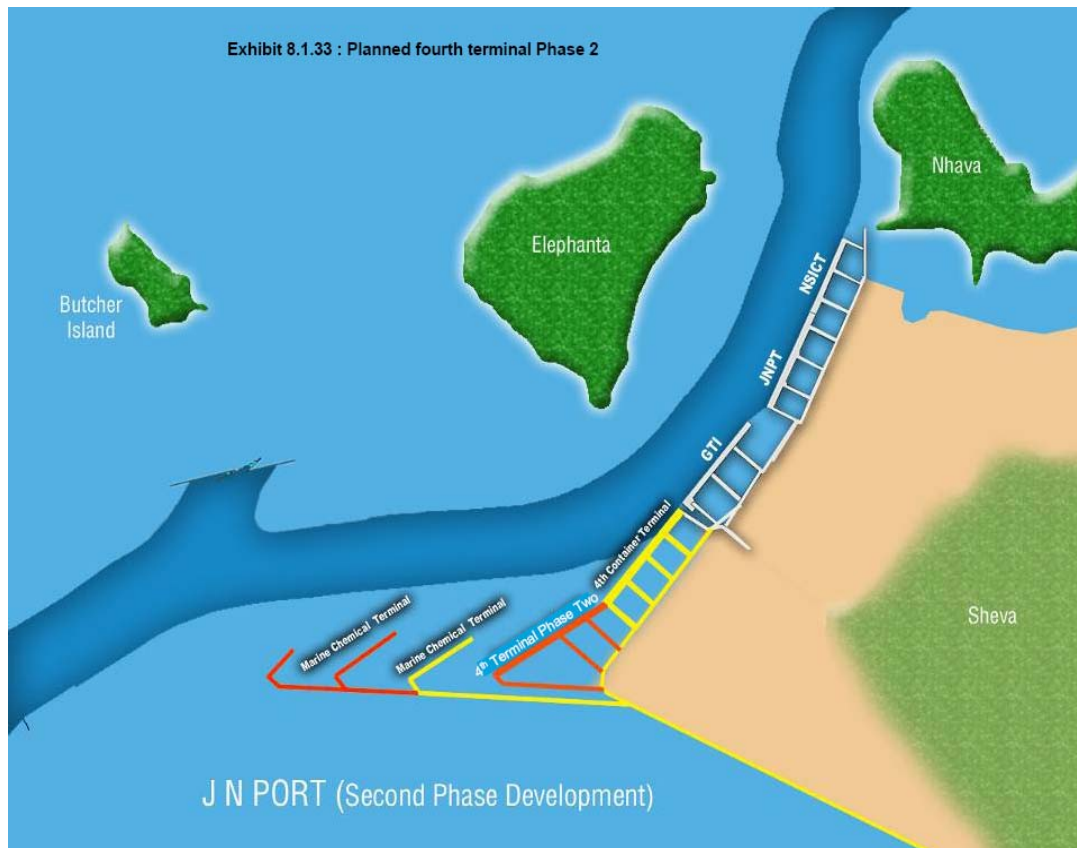 Exhibit 8.1.33 : Planned fourth terminal Phase 2
Nhava
Elephanta
Butcher
Island
NSICT
JNPT
GTI
4th Container Terminal
4th Terminal Phase Two
Marine Chemical Terminal
Marine Chemical Terminal
Sheva
J N PORT (Second Phase Development)